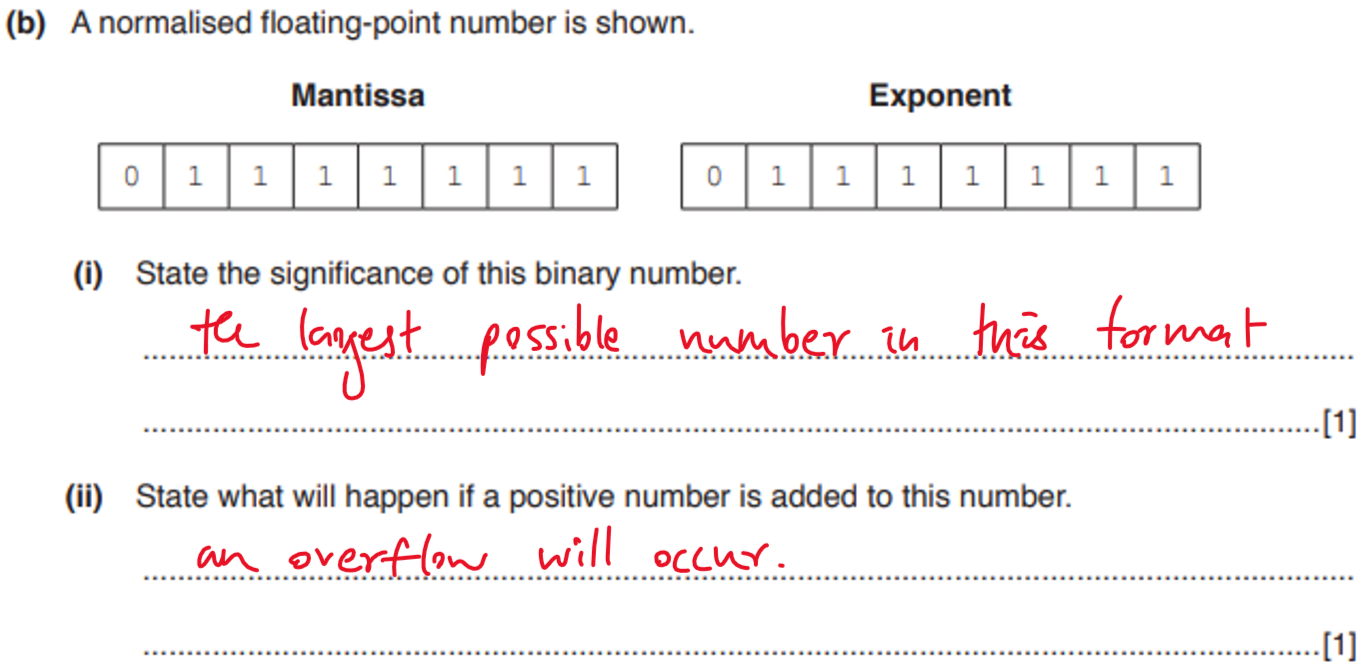 (b) A normalised floating-point number is shown.
Mantissa Exponent
0 1 1 1 1 1 1 1 0 1 1 1 1 1 1 1
(i) State the significance of this binary number.
the largest possible number in this format
[1]
(ii) State what will happen if a positive number is added to this number.
an overflow will occur.
[1]